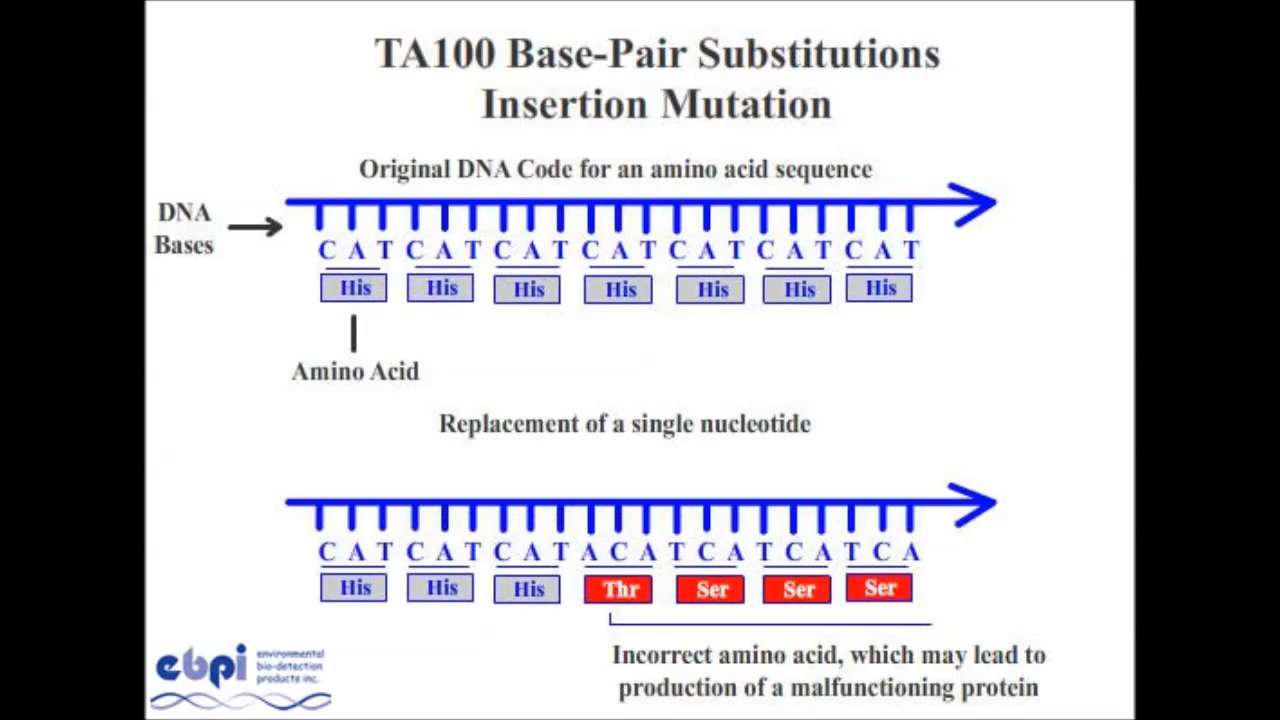 TA100 Base-Pair Substitutions
Insertion Mutation
Original DNA Code for an amino acid sequence
DNA
Bases
C A T C A T C A T C A T C A T C A T C A T
His His His His His His His
Amino Acid
Replacement of a single nucleotide
C A T C A T C A T A C A T C A T C A T C A
His His His Thr Ser Ser Ser
Incorrect amino acid, which may lead to
production of a malfunctioning protein
ebpi
environmental
bio-detection
products inc.